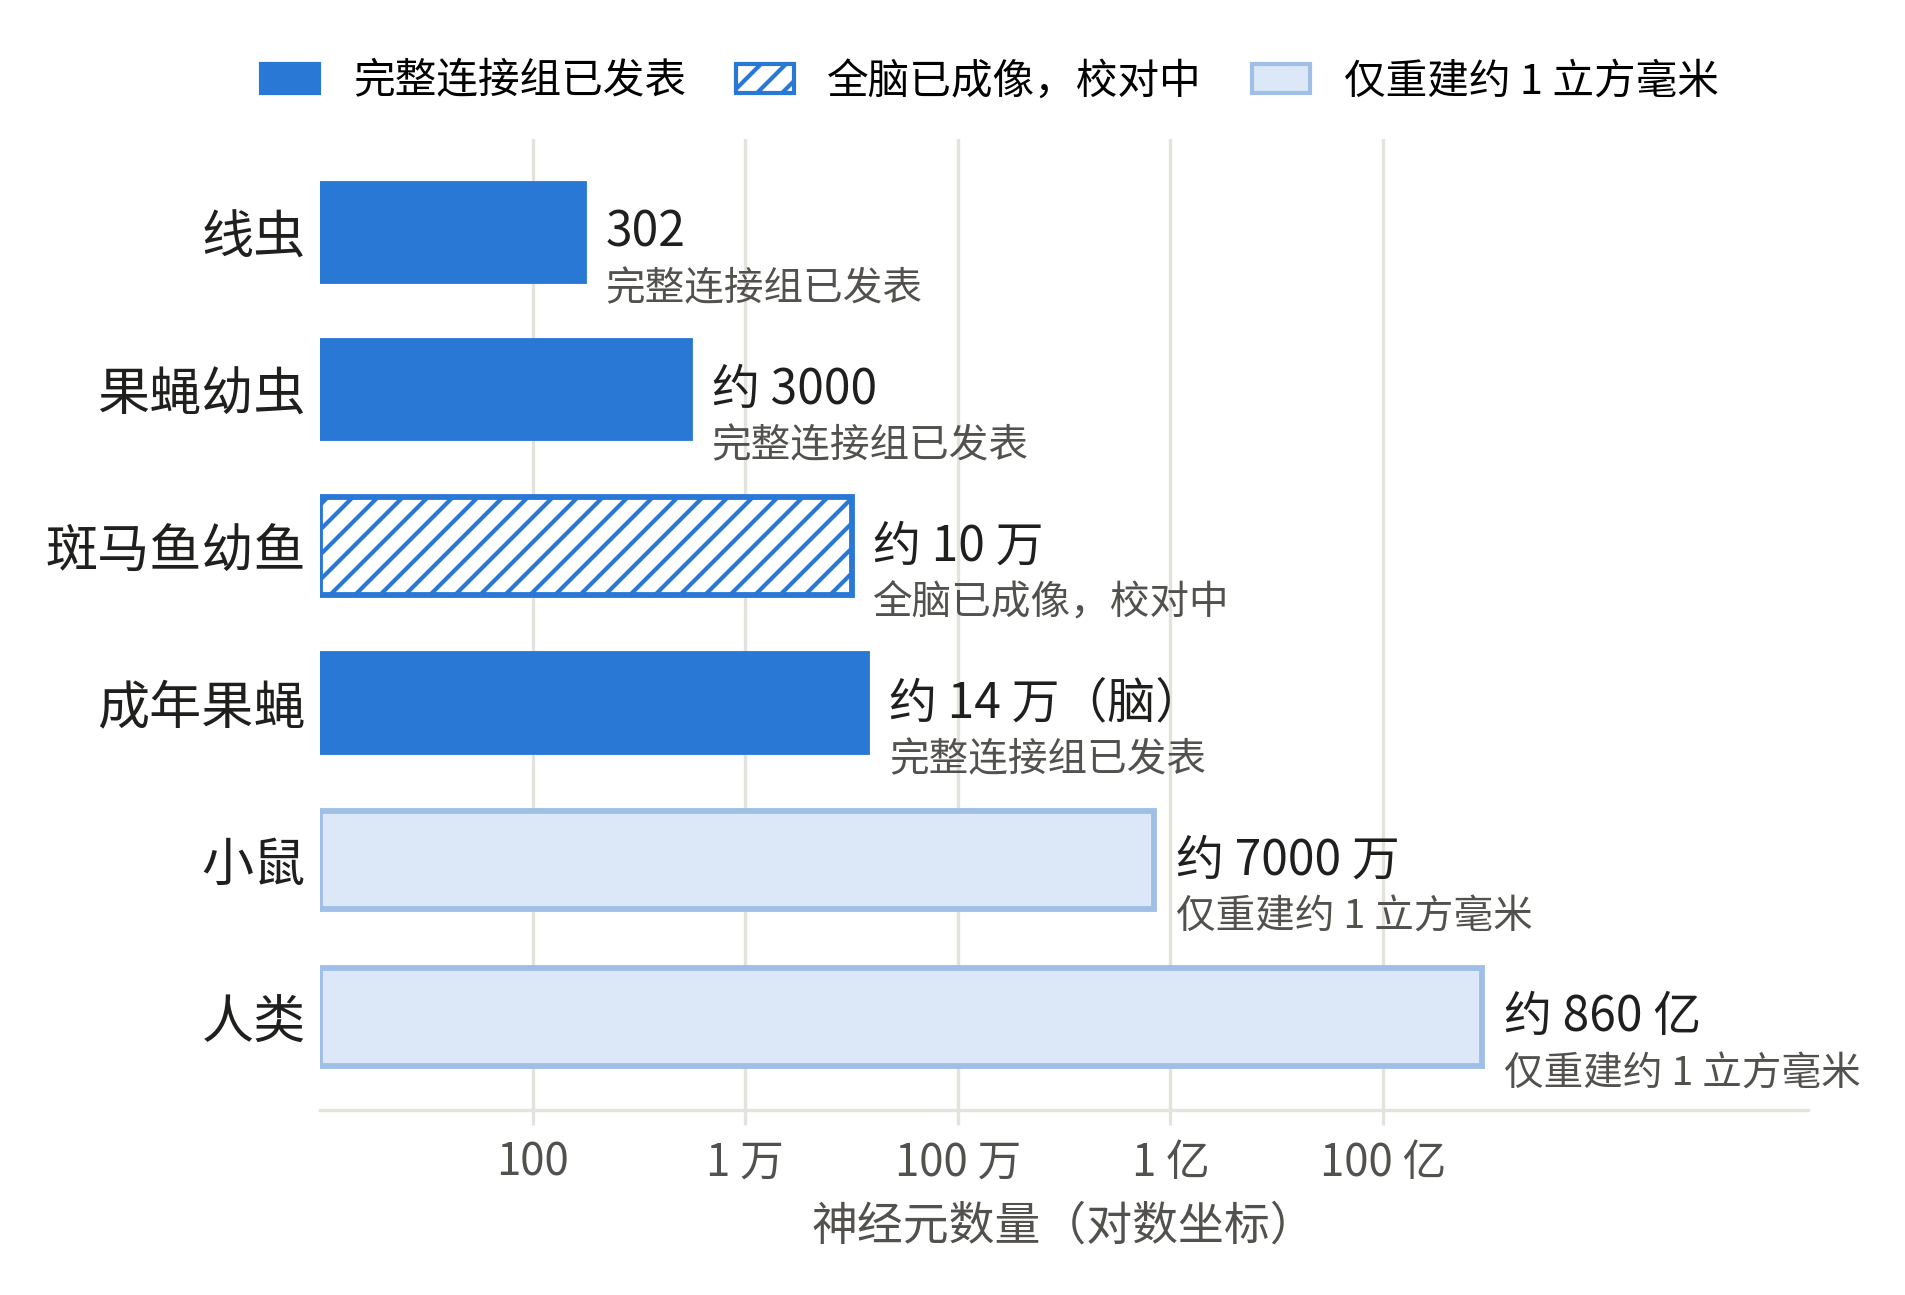 完整连接组已发表 全脑已成像，校对中 仅重建约 1 立方毫米
线虫
302
完整连接组已发表
果蝇幼虫
约 3000
完整连接组已发表
斑马鱼幼鱼
约 10 万
全脑已成像，校对中
成年果蝇
约 14 万（脑）
完整连接组已发表
小鼠
约 7000 万
仅重建约 1 立方毫米
人类
约 860 亿
仅重建约 1 立方毫米
100 1 万 100 万 1 亿 100 亿
神经元数量（对数坐标）